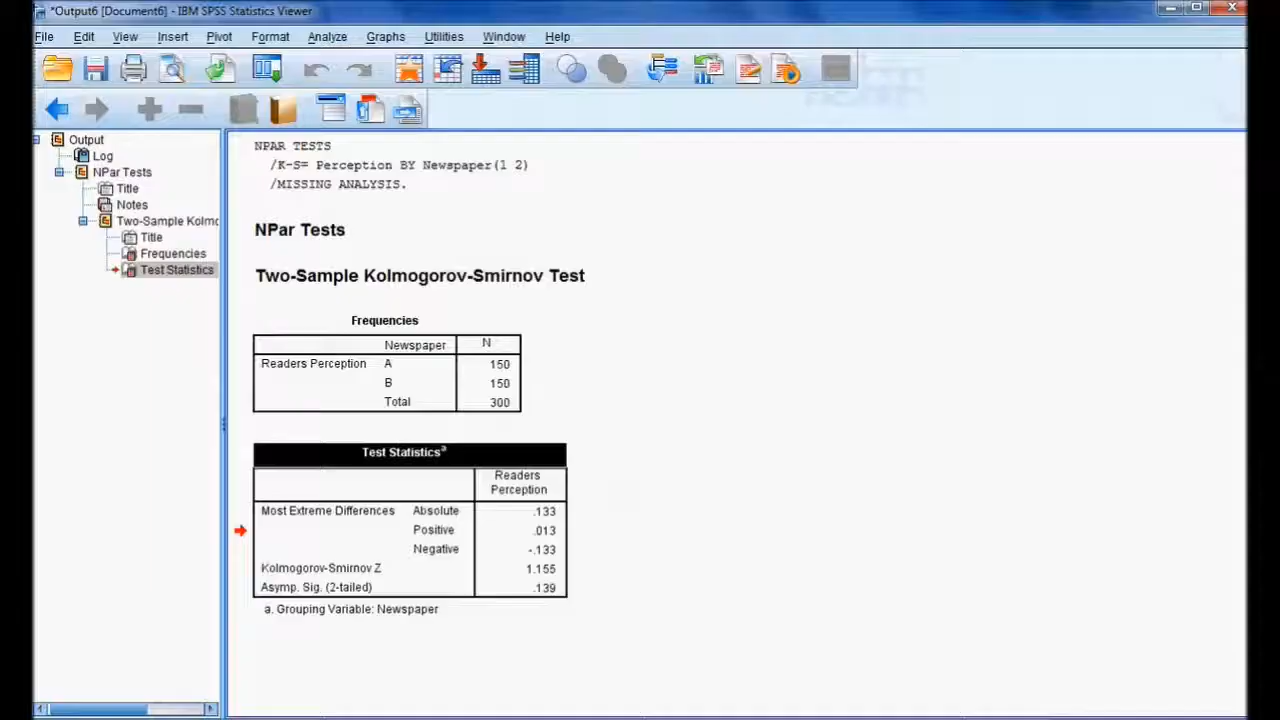 *Output6 [Document6] - IBM SPSS Statistics Viewer
File Edit View Insert Pivot Format Analyze Graphs Utilities Window Help
Output
Log
NPar Tests
Title
Notes
Two-Sample Kolmo
Title
Frequencies
Test Statistics
NPAR TESTS
/K-S= Perception BY Newspaper(1 2)
/MISSING ANALYSIS.
NPar Tests
Two-Sample Kolmogorov-Smirnov Test
Frequencies
Newspaper N
Readers Perception A 150
B 150
Total 300
Test Statisticsa
Readers
Perception
Most Extreme Differences Absolute .133
Positive .013
Negative -.133
Kolmogorov-Smirnov Z 1.155
Asymp. Sig. (2-tailed) .139
a. Grouping Variable: Newspaper